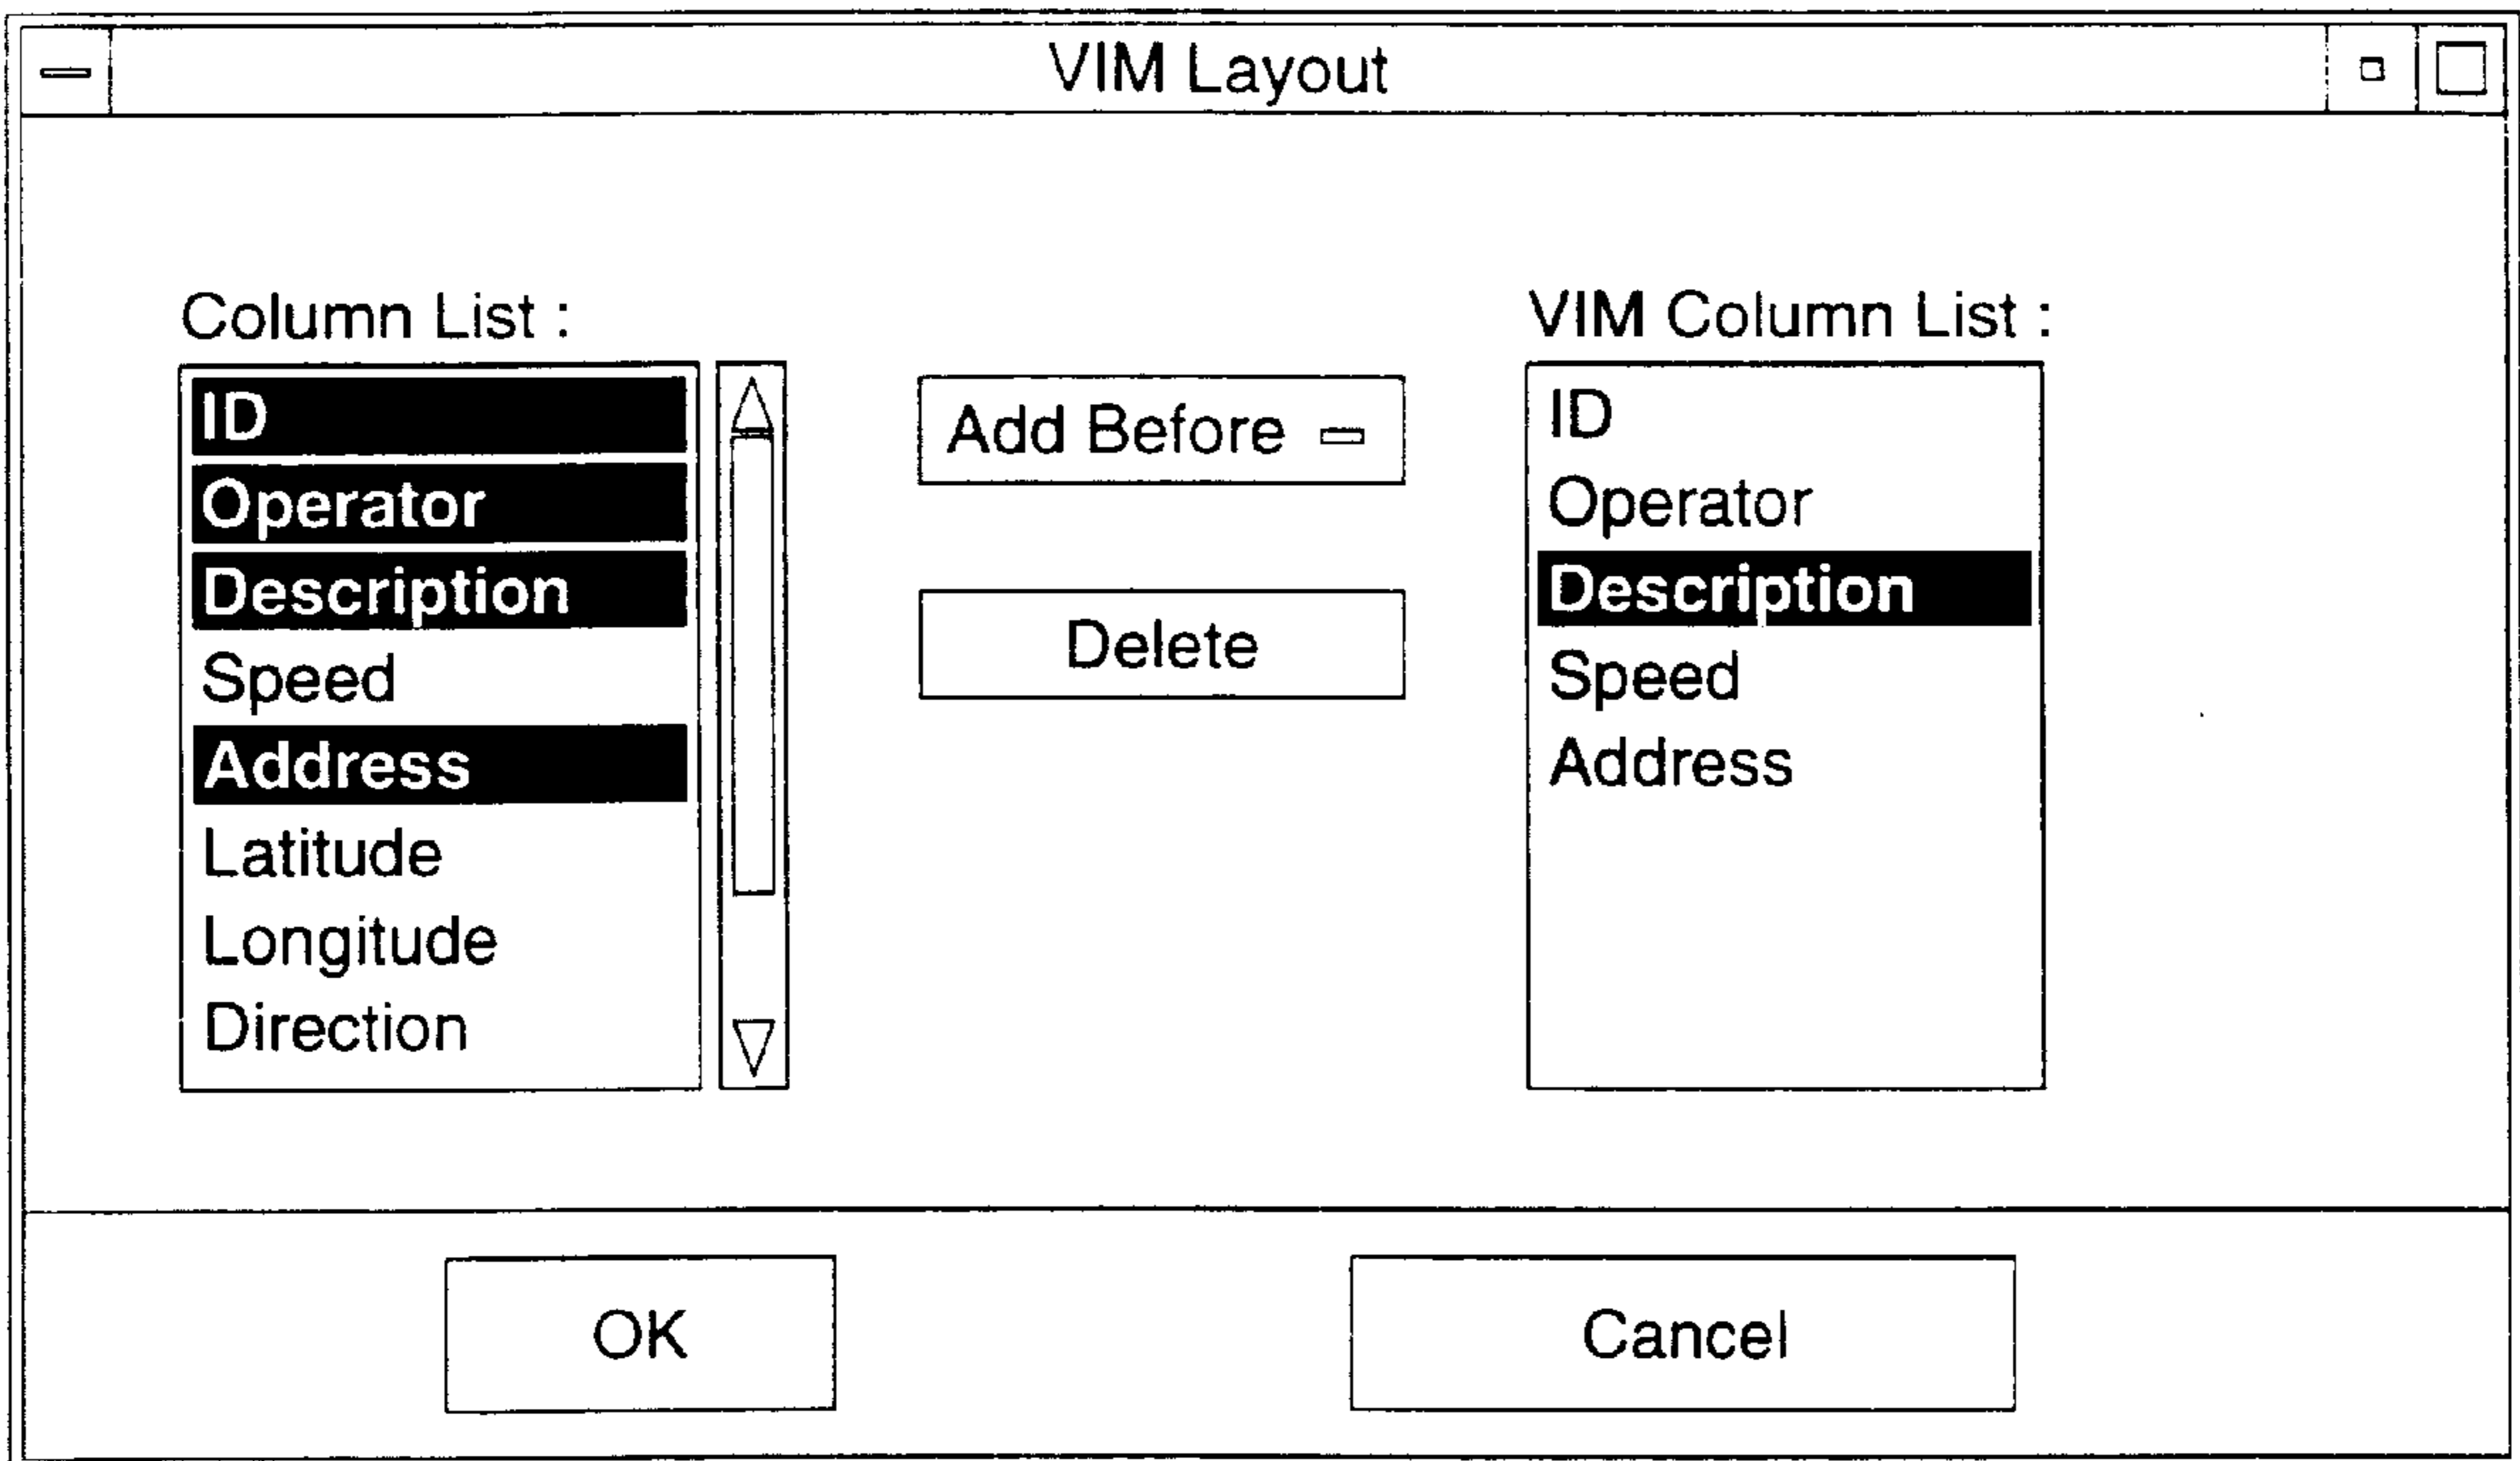 VIM Layout
Column List :
ID
Operator
Description
Speed
Address
Latitude
Longitude
Direction
Add Before
Delete
VIM Column List :
ID
Operator
Description
Speed
Address
OK
Cancel